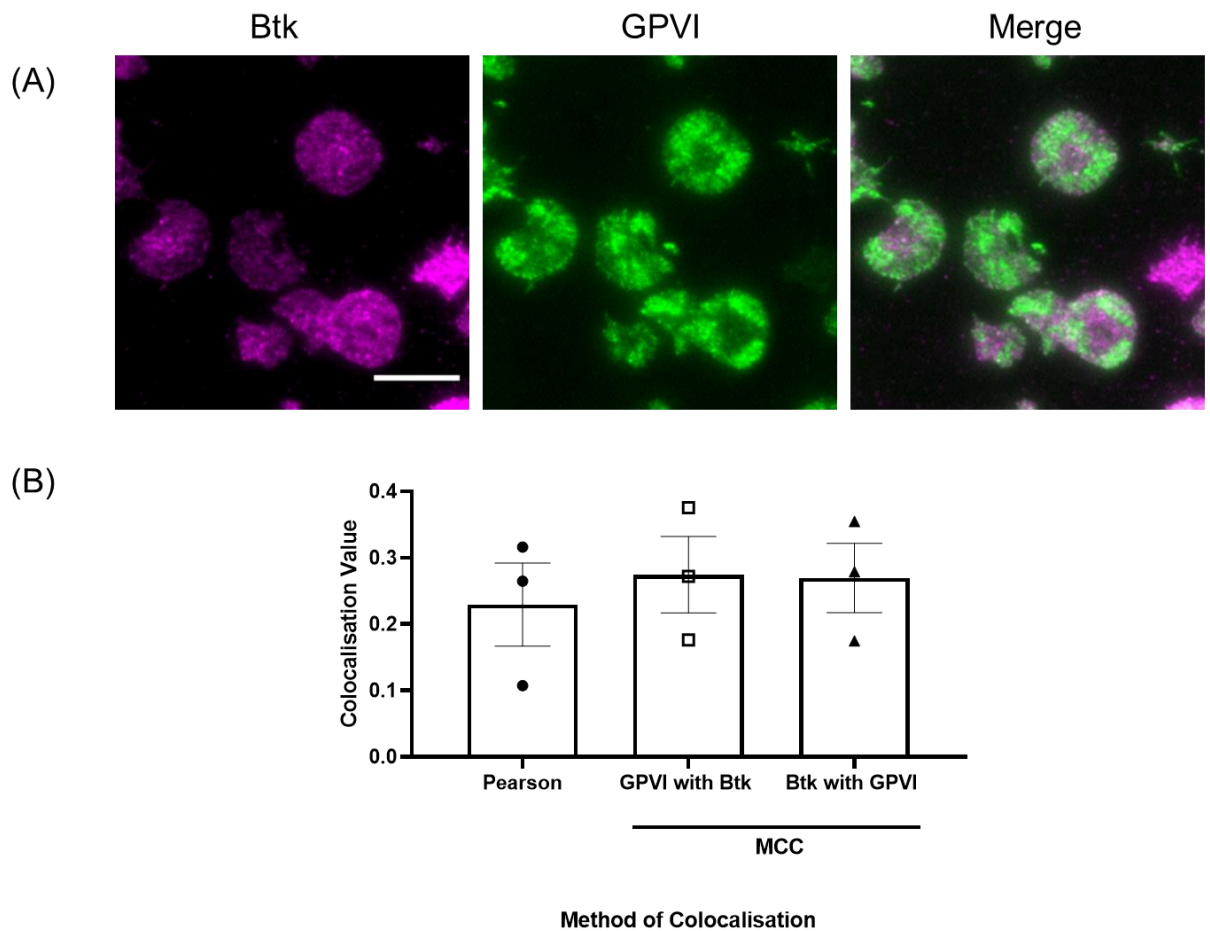 Btk GPVI Merge
(A)
(B)
0.4
0.3
0.2
0.1
0.0
Colocalisation Value
Pearson GPVI with Btk Btk with GPVI
MCC
Method of Colocalisation